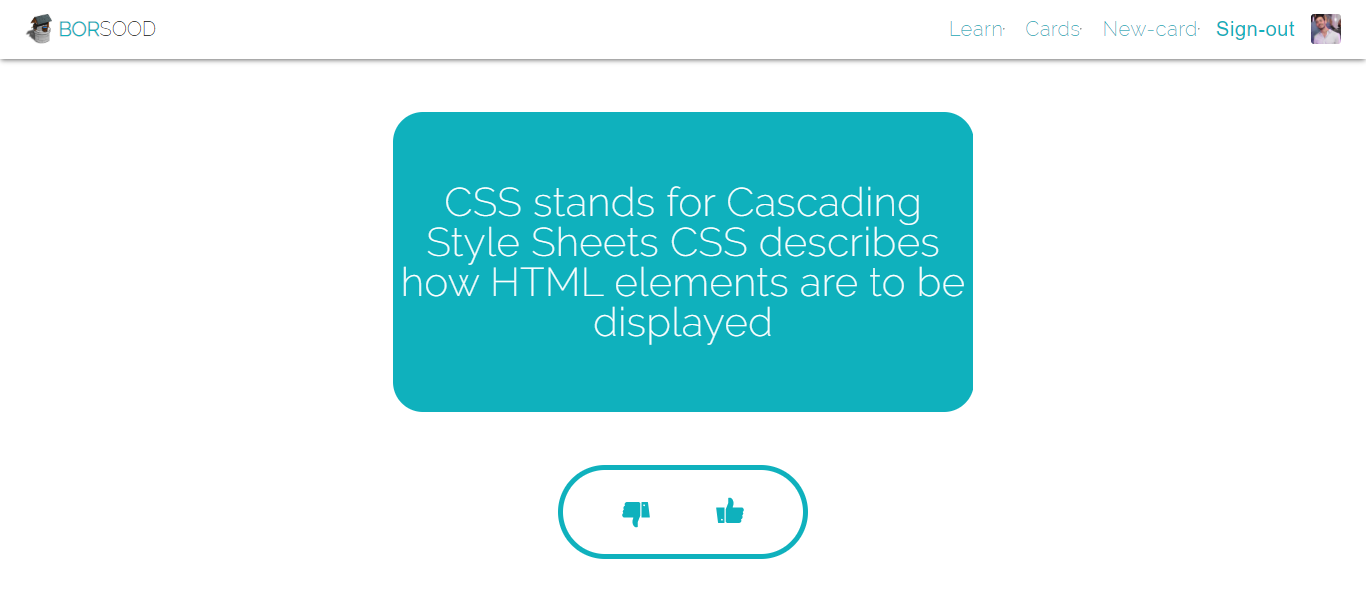 BORSOOD
Learn Cards New-card Sign-out
CSS stands for Cascading
Style Sheets CSS describes
how HTML elements are to be
displayed